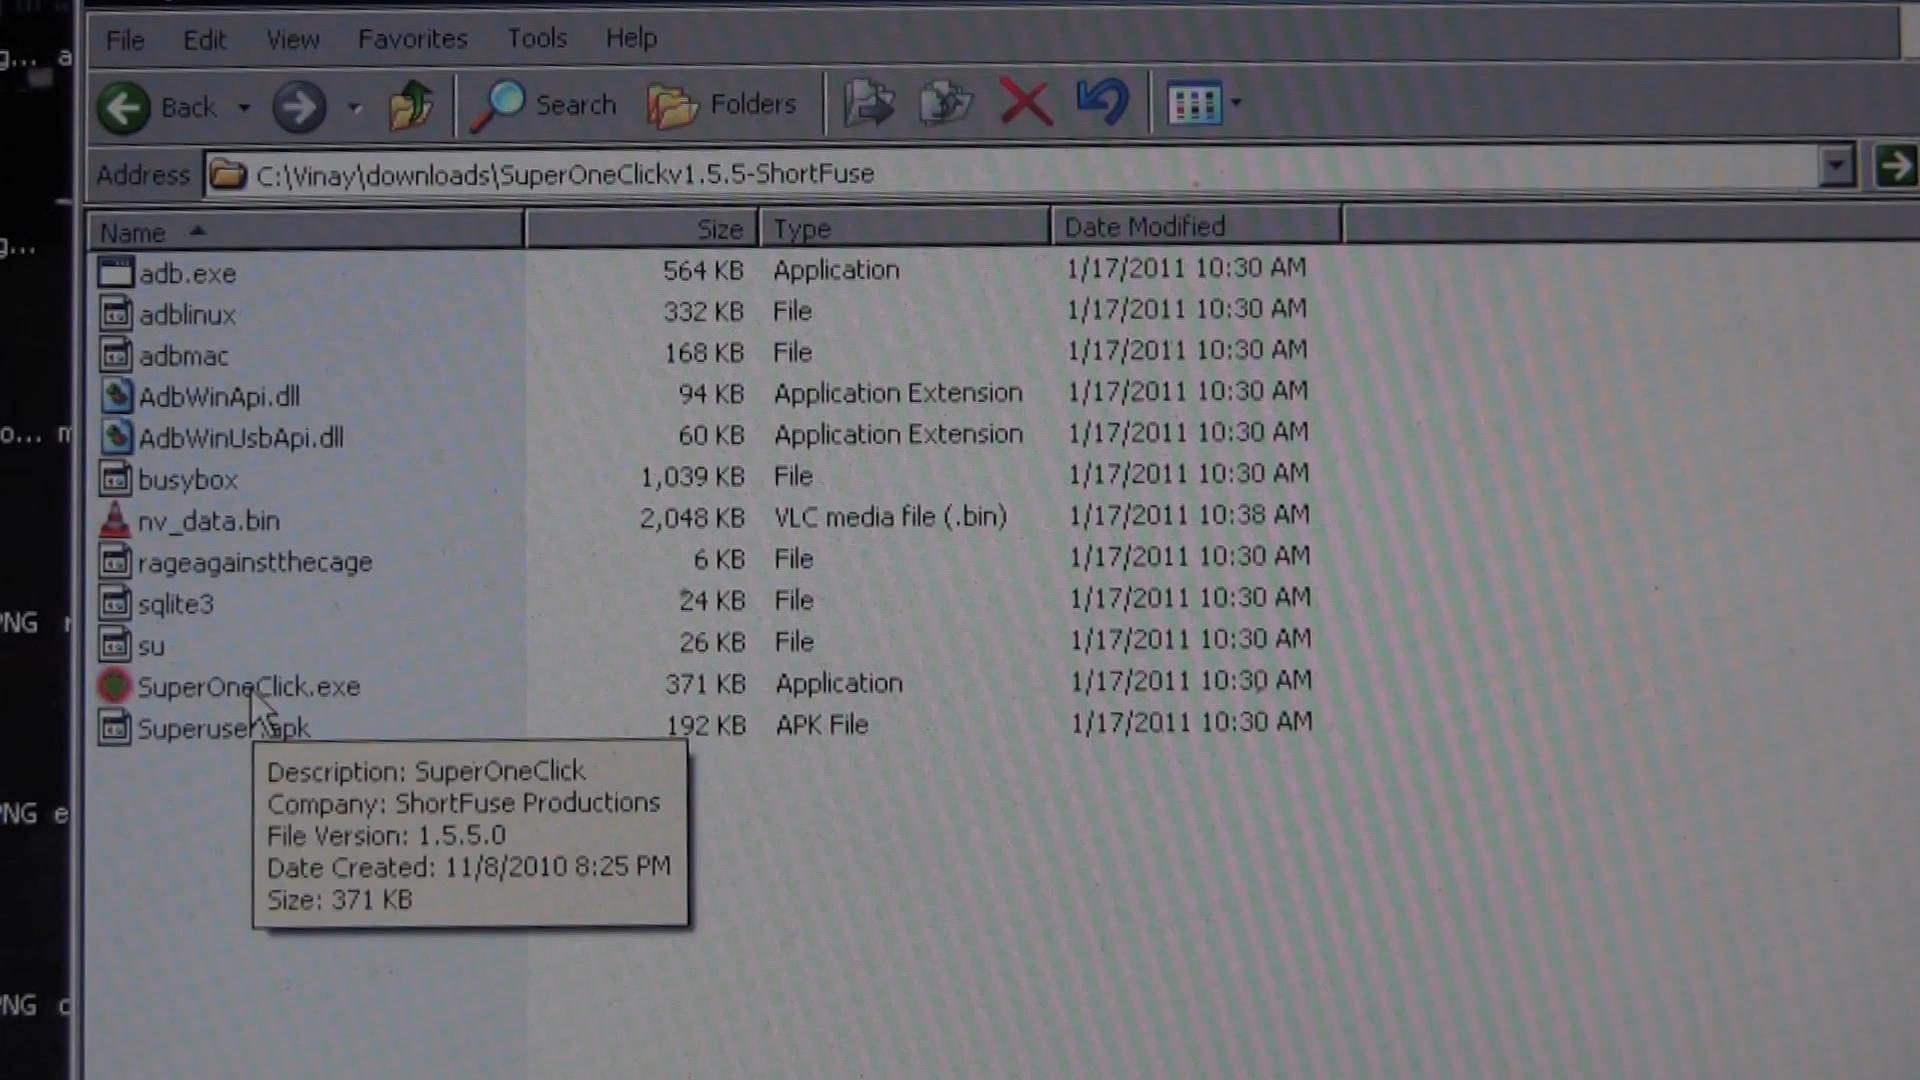 File Edit View Favorites Tools Help
Back Search Folders
Address C:\Vinay\downloads\SuperOneClickv1.5.5-ShortFuse
Name Size Type Date Modified
adb.exe 564 KB Application 1/17/2011 10:30 AM
adblinux 332 KB File 1/17/2011 10:30 AM
adbmac 168 KB File 1/17/2011 10:30 AM
AdbWinApi.dll 94 KB Application Extension 1/17/2011 10:30 AM
AdbWinUsbApi.dll 60 KB Application Extension 1/17/2011 10:30 AM
busybox 1,039 KB File 1/17/2011 10:30 AM
nv_data.bin 2,048 KB VLC media file (.bin) 1/17/2011 10:38 AM
rageagainstthecage 6 KB File 1/17/2011 10:30 AM
sqlite3 24 KB File 1/17/2011 10:30 AM
su 26 KB File 1/17/2011 10:30 AM
SuperOneClick.exe 371 KB Application 1/17/2011 10:30 AM
Superuser.apk 192 KB APK File 1/17/2011 10:30 AM
Description: SuperOneClick
Company: ShortFuse Productions
File Version: 1.5.5.0
Date Created: 11/8/2010 8:25 PM
Size: 371 KB